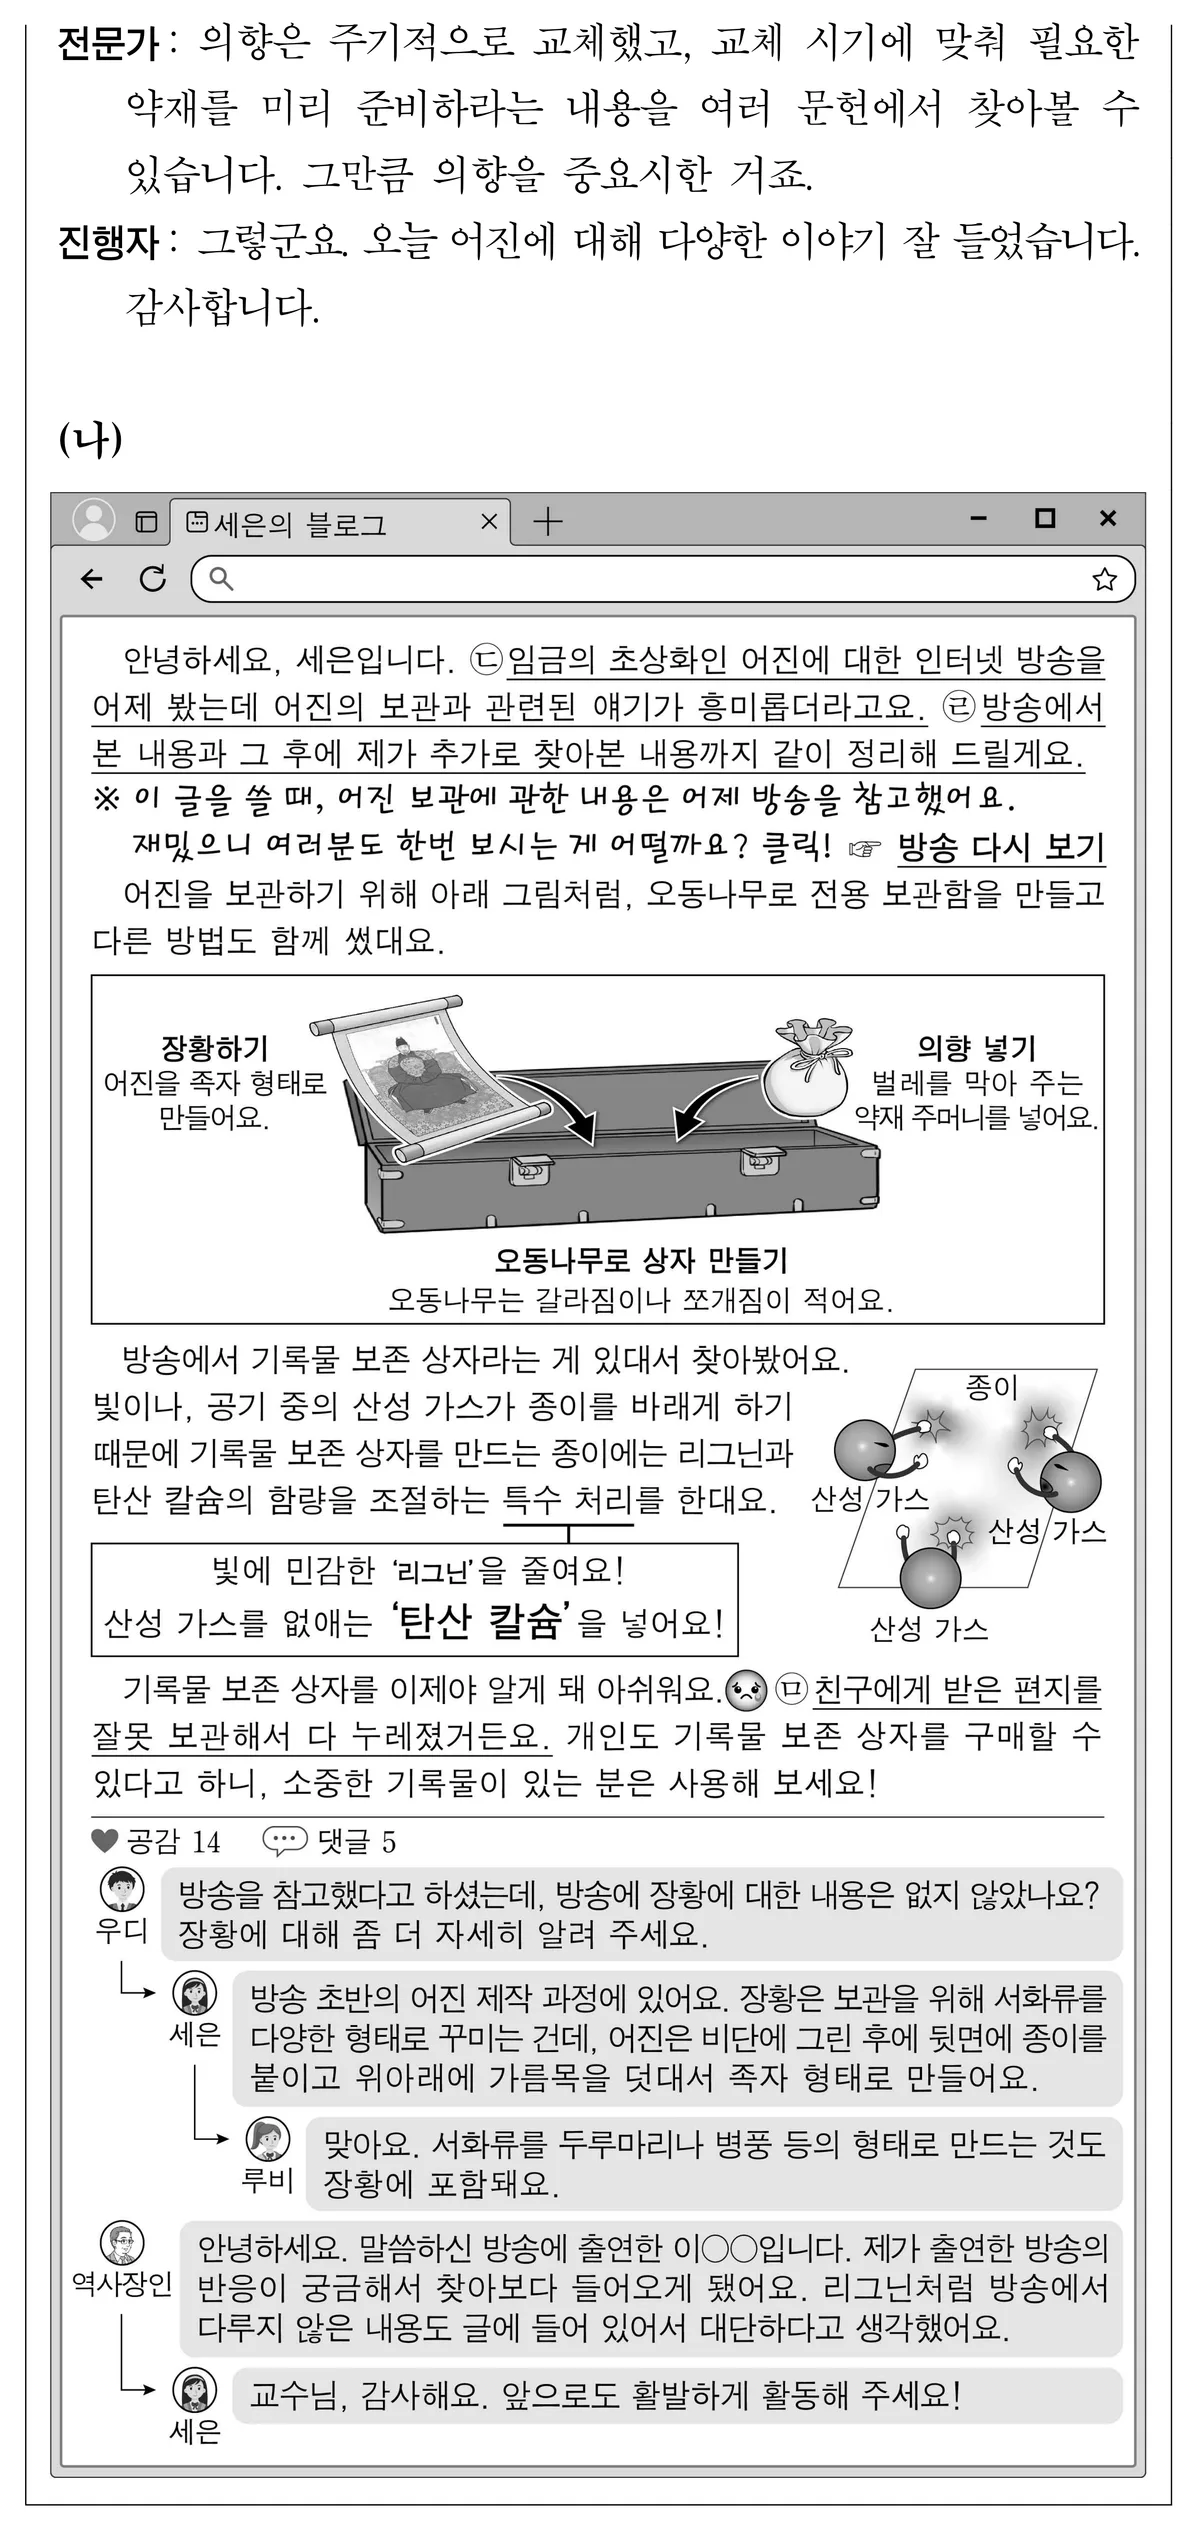 전문가 : 의향은 주기적으로 교체했고, 교체 시기에 맞춰 필요한
약재를 미리 준비하라는 내용을 여러 문헌에서 찾아볼 수
있습니다. 그만큼 의향을 중요시한 거죠.
진행자 : 그렇군요. 오늘 어진에 대해 다양한 이야기 잘 들었습니다.
감사합니다.
(나)
세은의 블로그
안녕하세요, 세은입니다. ㉢임금의 초상화인 어진에 대한 인터넷 방송을
어제 봤는데 어진의 보관과 관련된 얘기가 흥미롭더라고요. ㉣방송에서
본 내용과 그 후에 제가 추가로 찾아본 내용까지 같이 정리해 드릴게요.
※ 이 글을 쓸 때, 어진 보관에 관한 내용은 어제 방송을 참고했어요.
재밌으니 여러분도 한번 보시는 게 어떨까요? 클릭! ☞ 방송 다시 보기
어진을 보관하기 위해 아래 그림처럼, 오동나무로 전용 보관함을 만들고
다른 방법도 함께 썼대요.
장황하기
어진을 족자 형태로
만들어요.
의향 넣기
벌레를 막아 주는
약재 주머니를 넣어요.
오동나무로 상자 만들기
오동나무는 갈라짐이나 쪼개짐이 적어요.
방송에서 기록물 보존 상자라는 게 있대서 찾아봤어요.
빛이나, 공기 중의 산성 가스가 종이를 바래게 하기
때문에 기록물 보존 상자를 만드는 종이에는 리그닌과
탄산 칼슘의 함량을 조절하는 특수 처리를 한대요.
종이
산성 가스
산성 가스
산성 가스
빛에 민감한 ‘리그닌’을 줄여요!
산성 가스를 없애는 ‘탄산 칼슘’을 넣어요!
기록물 보존 상자를 이제야 알게 돼 아쉬워요. ㉤친구에게 받은 편지를
잘못 보관해서 다 누레졌거든요. 개인도 기록물 보존 상자를 구매할 수
있다고 하니, 소중한 기록물이 있는 분은 사용해 보세요!
공감 14 댓글 5
우디
방송을 참고했다고 하셨는데, 방송에 장황에 대한 내용은 없지 않았나요?
장황에 대해 좀 더 자세히 알려 주세요.
세은
방송 초반의 어진 제작 과정에 있어요. 장황은 보관을 위해 서화류를
다양한 형태로 꾸미는 건데, 어진은 비단에 그린 후에 뒷면에 종이를
붙이고 위아래에 가름목을 덧대서 족자 형태로 만들어요.
루비
맞아요. 서화류를 두루마리나 병풍 등의 형태로 만드는 것도
장황에 포함돼요.
역사장인
안녕하세요. 말씀하신 방송에 출연한 이○○입니다. 제가 출연한 방송의
반응이 궁금해서 찾아보다 들어오게 됐어요. 리그닌처럼 방송에서
다루지 않은 내용도 글에 들어 있어서 대단하다고 생각했어요.
세은
교수님, 감사해요. 앞으로도 활발하게 활동해 주세요!